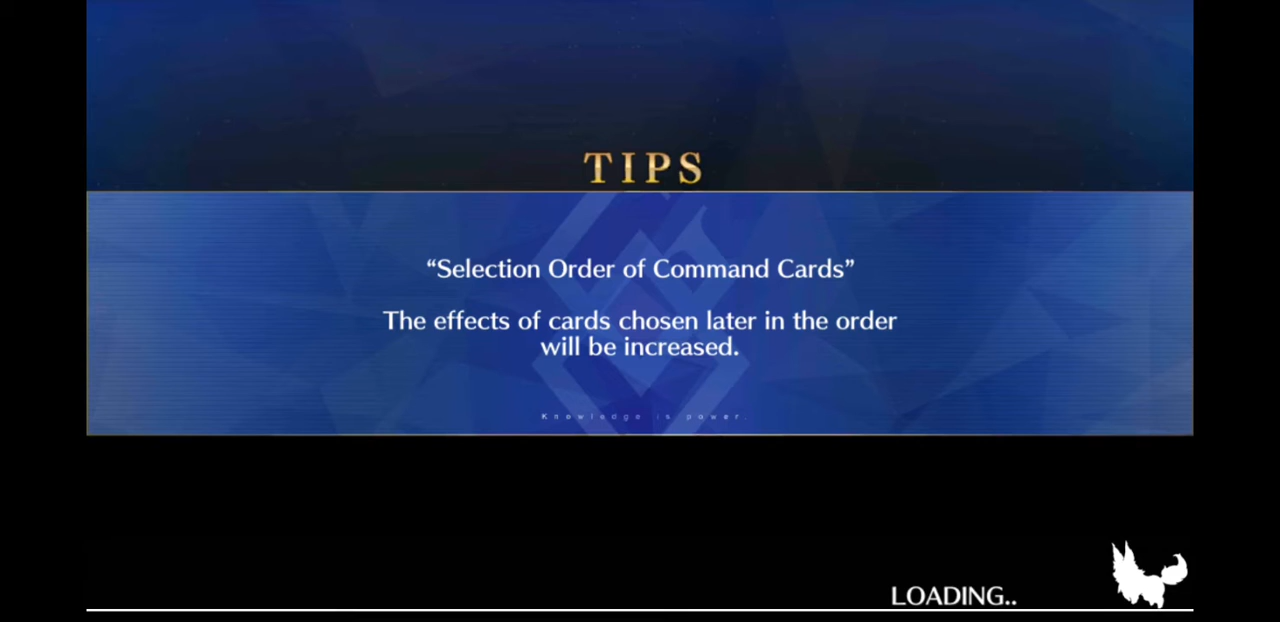 TIPS
“Selection Order of Command Cards”
The effects of cards chosen later in the order
will be increased.
Knowledge is power.
LOADING..